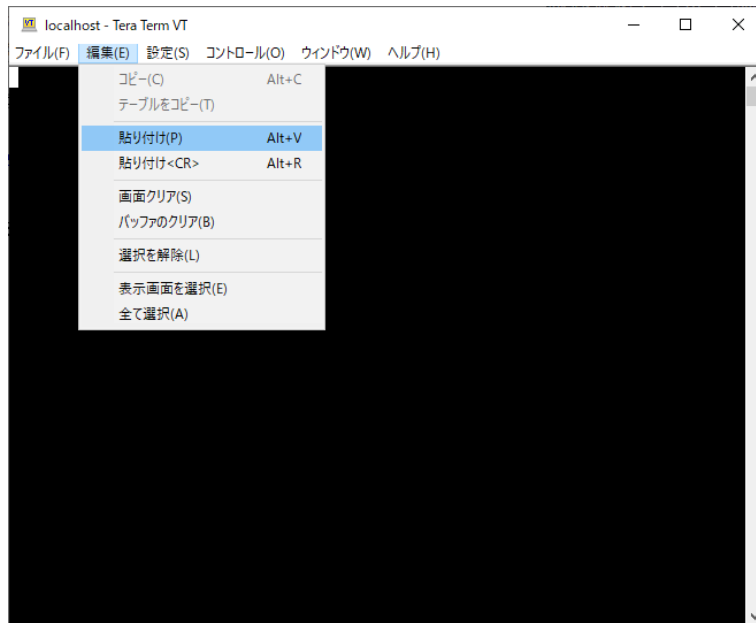 VT localhost - Tera Term VT
ファイル(F) 編集(E) 設定(S) コントロール(O) ウィンドウ(W) ヘルプ(H)
コピー(C) Alt+C
テーブルをコピー(T)
貼り付け(P) Alt+V
貼り付け<CR> Alt+R
画面クリア(S)
バッファのクリア(B)
選択を解除(L)
表示画面を選択(E)
全て選択(A)